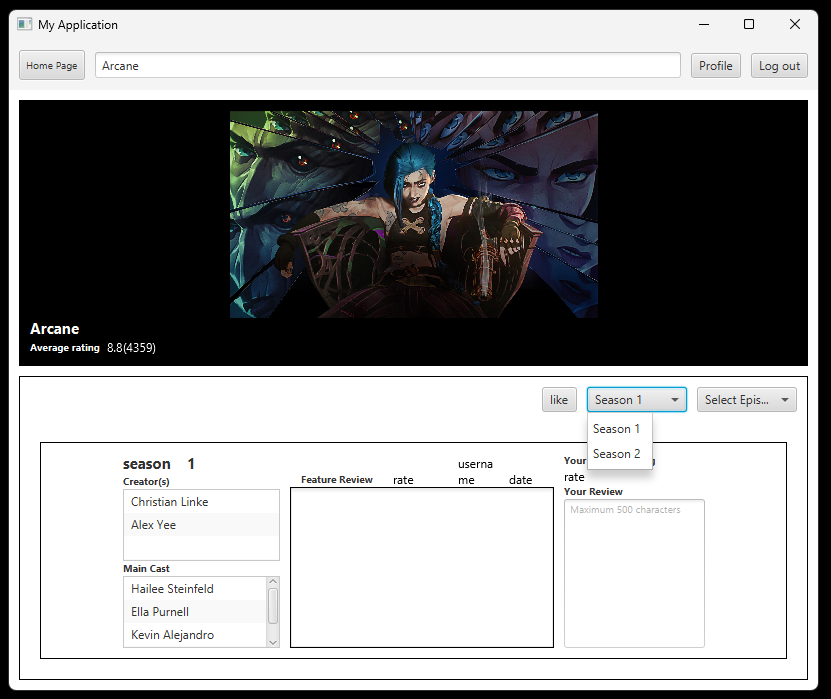 My Application
Home Page
Arcane
Profile
Log out
Arcane
Average rating 8.8(4359)
like
Season 1
Select Epis...
Season 1
Season 2
season 1
Creator(s)
Christian Linke
Alex Yee
Main Cast
Hailee Steinfeld
Ella Purnell
Kevin Alejandro
Feature Review
rate
userna
me
date
Your
rate
Your Review
Maximum 500 characters